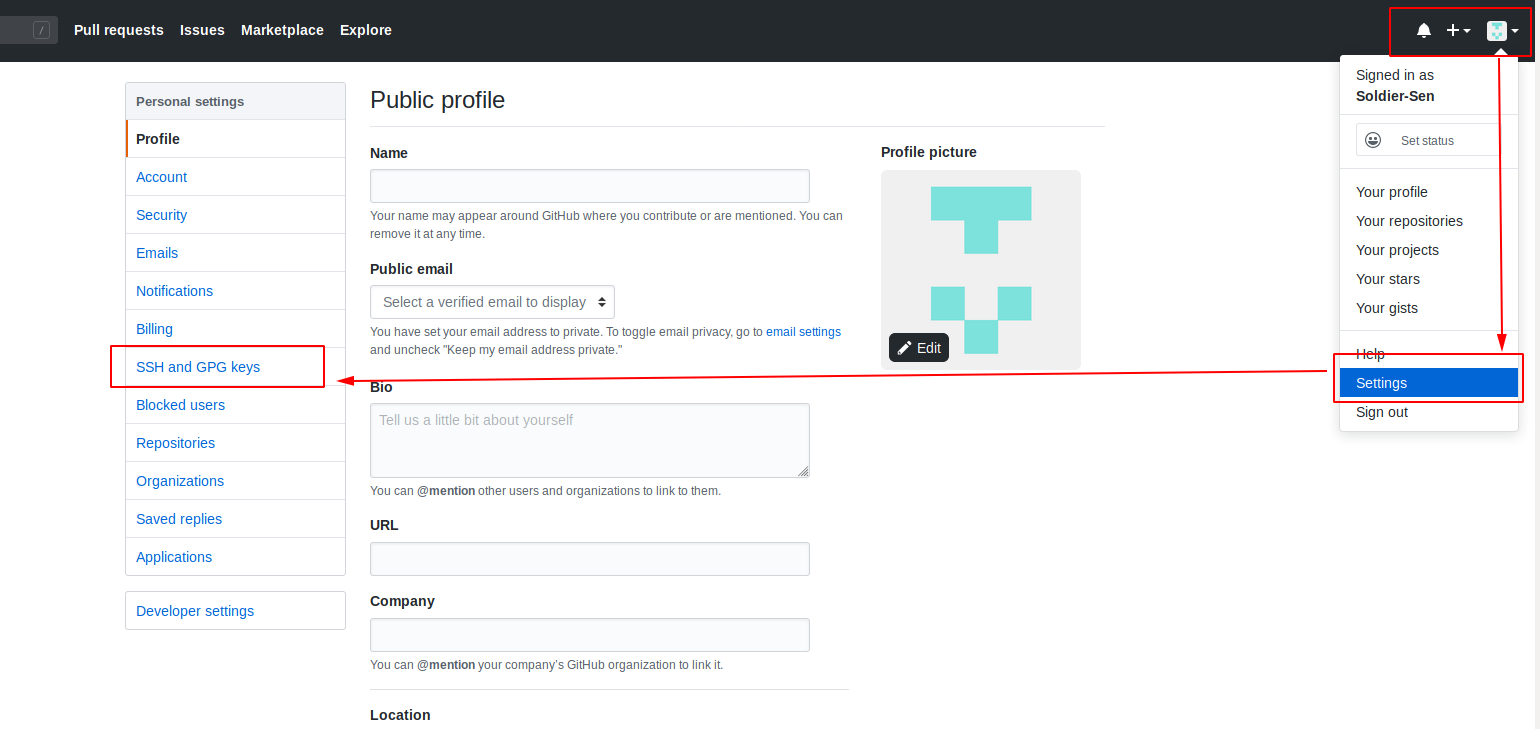 /
Pull requests Issues Marketplace Explore
Signed in as
Soldier-Sen
Set status
Your profile
Your repositories
Your projects
Your stars
Your gists
Help
Settings
Sign out
Personal settings
Profile
Account
Security
Emails
Notifications
Billing
SSH and GPG keys
Blocked users
Repositories
Organizations
Saved replies
Applications
Developer settings
Public profile
Name
Your name may appear around GitHub where you contribute or are mentioned. You can
remove it at any time.
Public email
Select a verified email to display
You have set your email address to private. To toggle email privacy, go to email settings
and uncheck "Keep my email address private."
Bio
Tell us a little bit about yourself
You can @mention other users and organizations to link to them.
URL
Company
You can @mention your company’s GitHub organization to link it.
Location
Profile picture
Edit